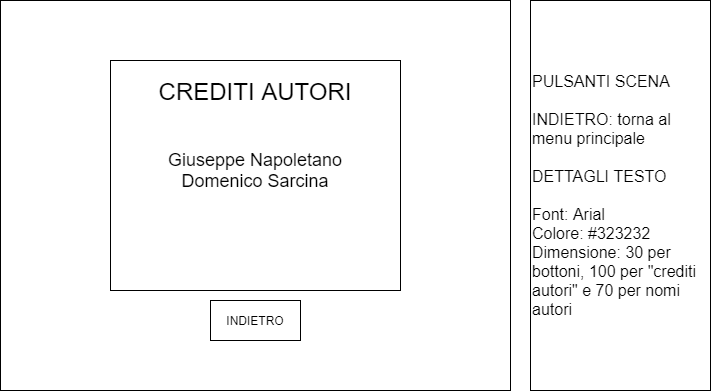 CREDITI AUTORI
Giuseppe Napoletano
Domenico Sarcina
INDIETRO
PULSANTI SCENA
INDIETRO: torna al
menu principale
DETTAGLI TESTO
Font: Arial
Colore: #323232
Dimensione: 30 per
bottoni, 100 per "crediti
autori" e 70 per nomi
autori